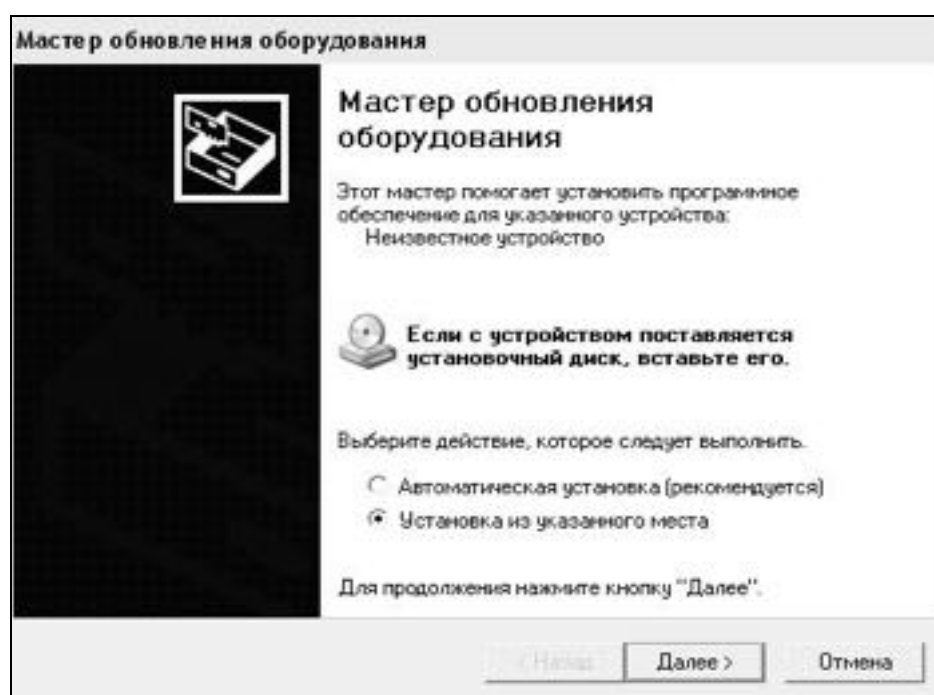 Мастер обновления оборудования
Мастер обновления
оборудования
Этот мастер помогает установить программное
обеспечение для указанного устройства:
Неизвестное устройство
Если с устройством поставляется
установочный диск, вставьте его.
Выберите действие, которое следует выполнить.
Автоматическая установка (рекомендуется)
Установка из указанного места
Для продолжения нажмите кнопку "Далее".
< Назад Далее > Отмена